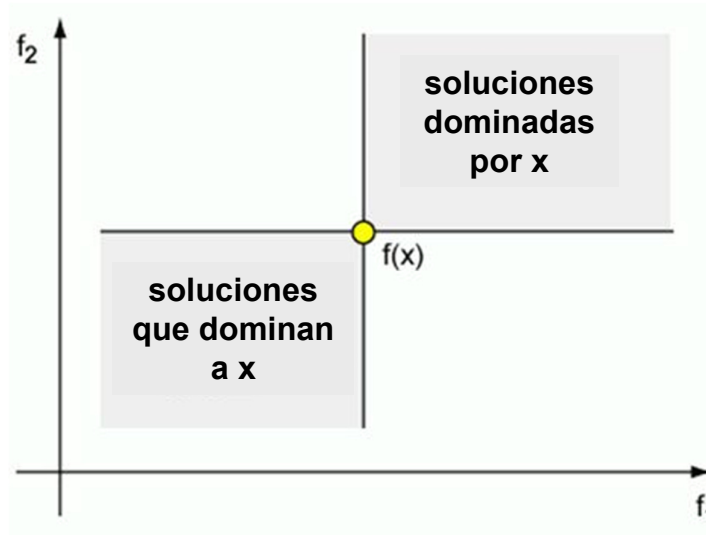 f2
soluciones
dominadas
por x
f(x)
soluciones
que dominan
a x
f